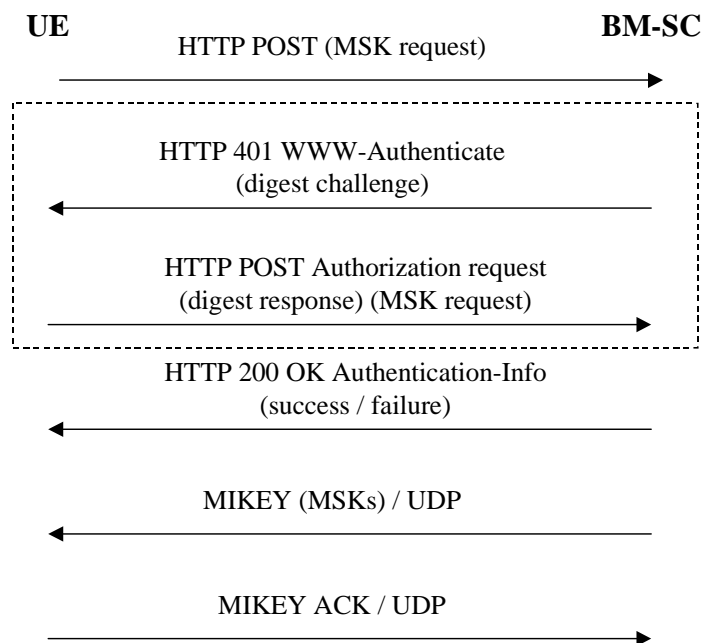 UE
BM-SC
HTTP POST (MSK request)
HTTP 401 WWW-Authenticate
(digest challenge)
HTTP POST Authorization request
(digest response) (MSK request)
HTTP 200 OK Authentication-Info
(success / failure)
MIKEY (MSKs) / UDP
MIKEY ACK / UDP